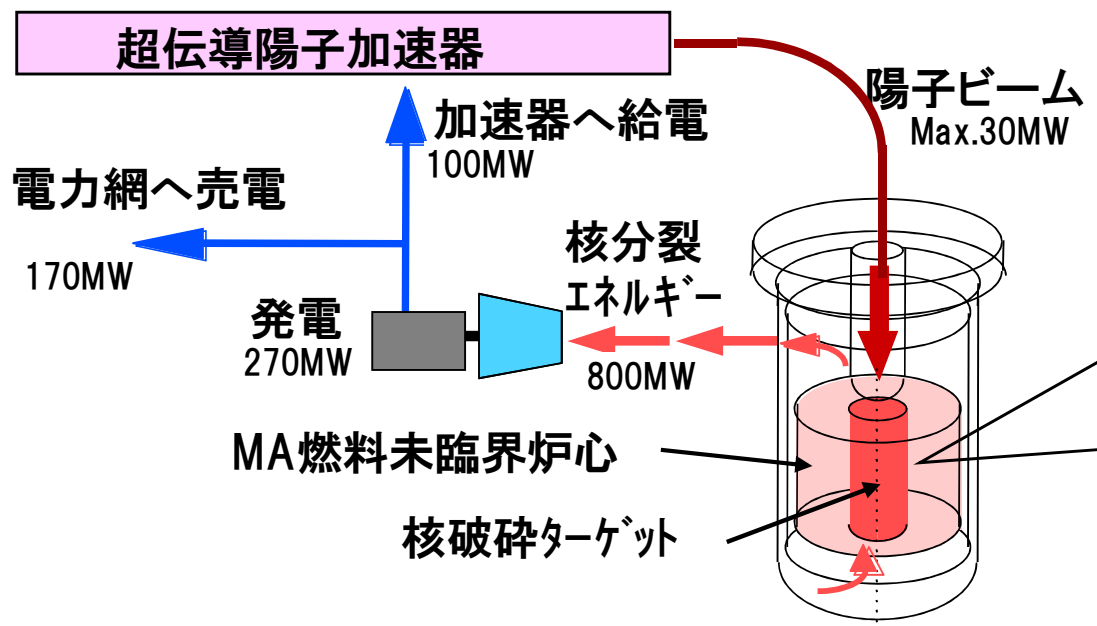 超伝導陽子加速器
陽子ビーム
Max.30MW
加速器へ給電
100MW
電力網へ売電
170MW
核分裂
エネルギー
800MW
発電
270MW
MA燃料未臨界炉心
核破砕ターゲット